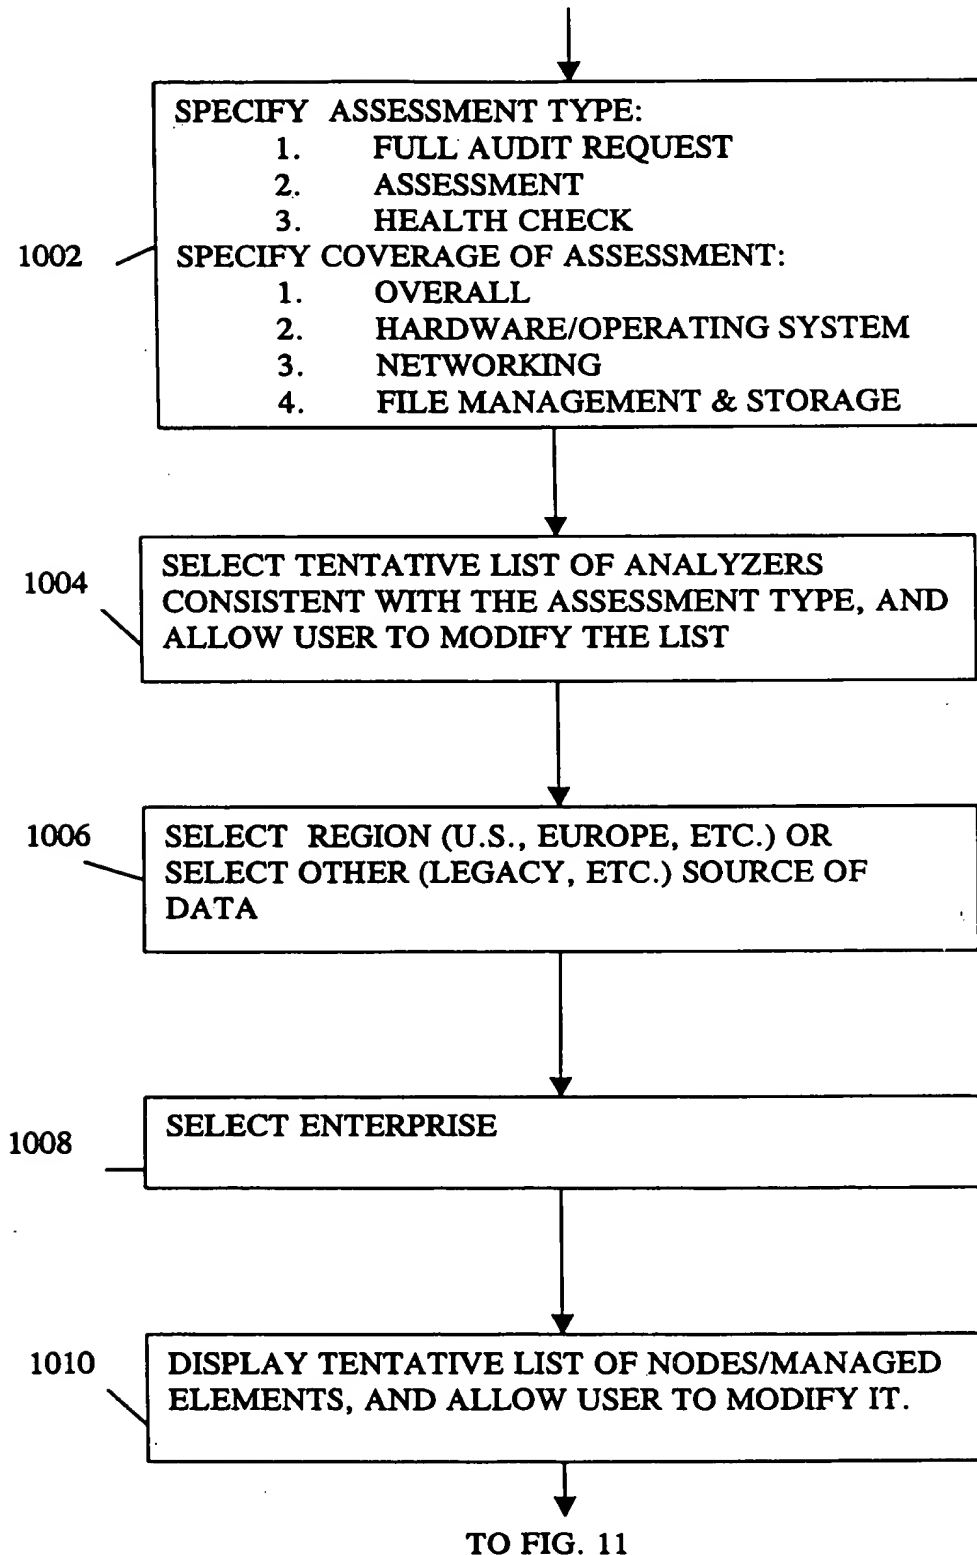 SPECIFY ASSESSMENT TYPE:
1. FULL AUDIT REQUEST
2. ASSESSMENT
3. HEALTH CHECK
1002
SPECIFY COVERAGE OF ASSESSMENT:
1. OVERALL
2. HARDWARE/OPERATING SYSTEM
3. NETWORKING
4. FILE MANAGEMENT & STORAGE
1004
SELECT TENTATIVE LIST OF ANALYZERS
CONSISTENT WITH THE ASSESSMENT TYPE, AND
ALLOW USER TO MODIFY THE LIST
1006
SELECT REGION (U.S., EUROPE, ETC.) OR
SELECT OTHER (LEGACY, ETC.) SOURCE OF
DATA
1008
SELECT ENTERPRISE
1010
DISPLAY TENTATIVE LIST OF NODES/MANAGED
ELEMENTS, AND ALLOW USER TO MODIFY IT.
TO FIG. 11